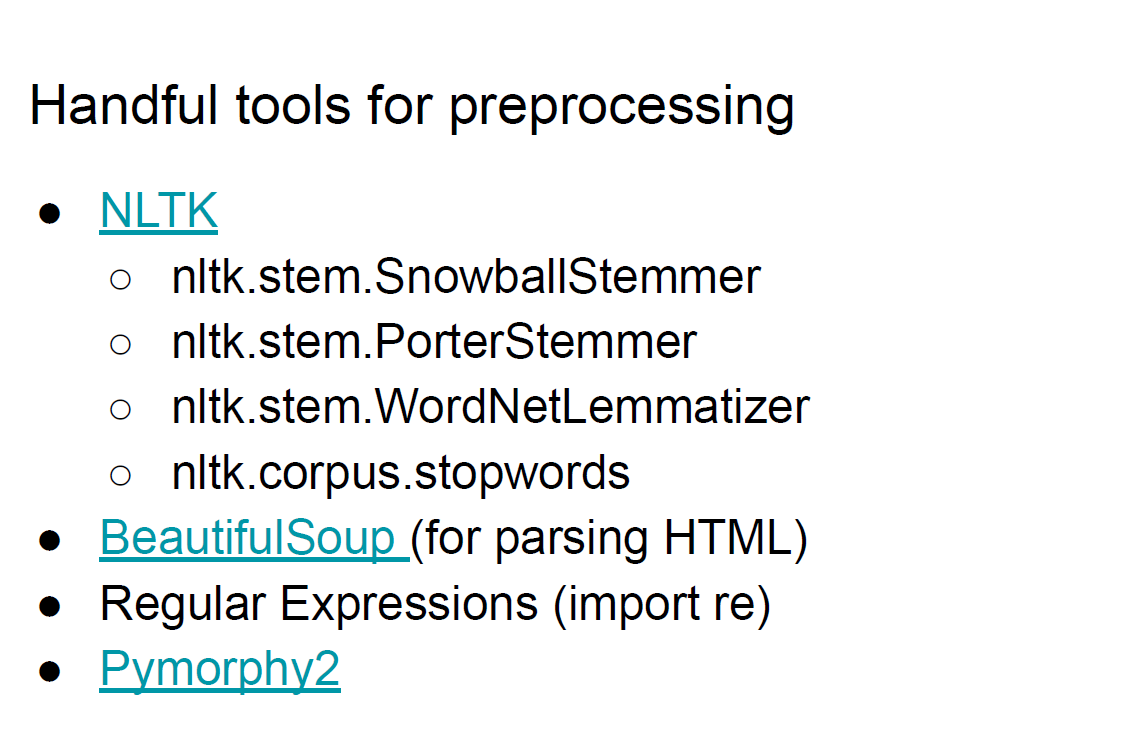 Handful tools for preprocessing
● NLTK
○ nltk.stem.SnowballStemmer
○ nltk.stem.PorterStemmer
○ nltk.stem.WordNetLemmatizer
○ nltk.corpus.stopwords
● BeautifulSoup (for parsing HTML)
● Regular Expressions (import re)
● Pymorphy2